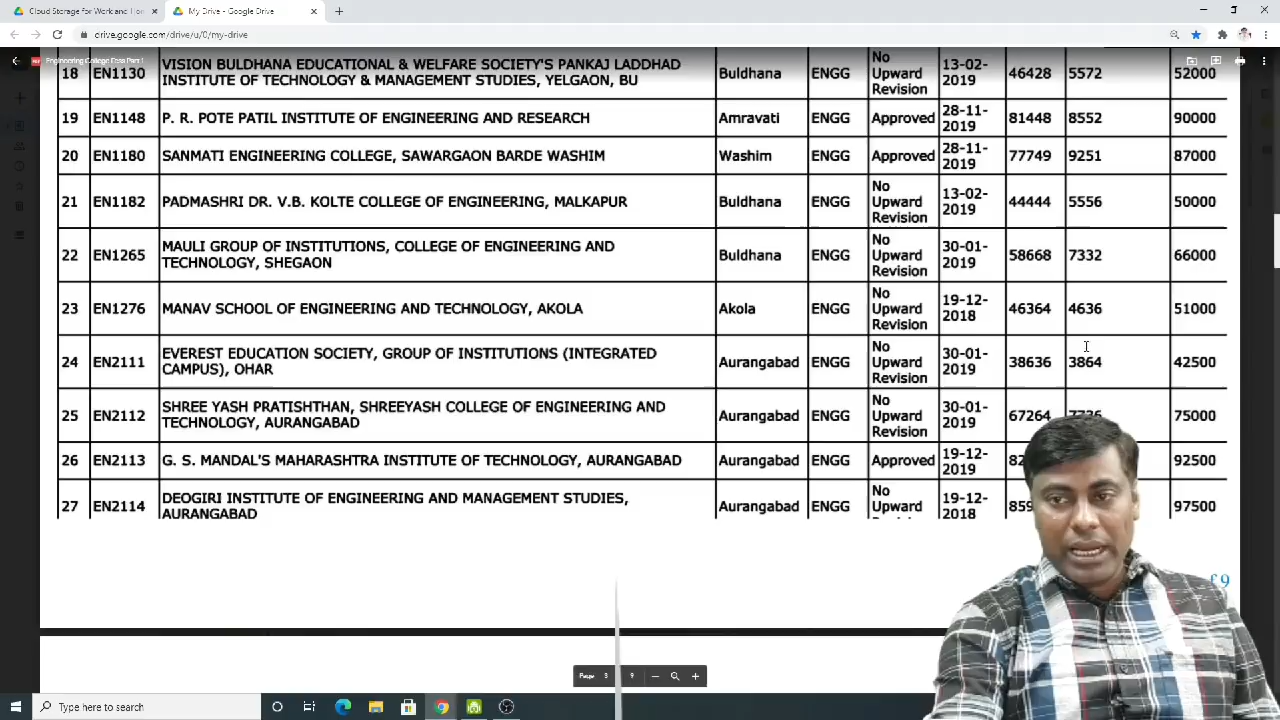 Cloud Storage for Work and Hom
My Drive - Google Drive
drive.google.com/drive/u/0/my-drive
Engineering College Fees Part 1
18 EN1130 VISION BULDHANA EDUCATIONAL & WELFARE SOCIETY'S PANKAJ LADDHAD
INSTITUTE OF TECHNOLOGY & MANAGEMENT STUDIES, YELGAON, BU
Buldhana ENGG
No
Upward
Revision
13-02-
2019
46428 5572 52000
19 EN1148 P. R. POTE PATIL INSTITUTE OF ENGINEERING AND RESEARCH
Amravati ENGG Approved
28-11-
2019
81448 8552 90000
20 EN1180 SANMATI ENGINEERING COLLEGE, SAWARGAON BARDE WASHIM
Washim ENGG Approved
28-11-
2019
77749 9251 87000
21 EN1182 PADMASHRI DR. V.B. KOLTE COLLEGE OF ENGINEERING, MALKAPUR
Buldhana ENGG
No
Upward
Revision
13-02-
2019
44444 5556 50000
22 EN1265 MAULI GROUP OF INSTITUTIONS, COLLEGE OF ENGINEERING AND
TECHNOLOGY, SHEGAON
Buldhana ENGG
No
Upward
Revision
30-01-
2019
58668 7332 66000
23 EN1276 MANAV SCHOOL OF ENGINEERING AND TECHNOLOGY, AKOLA
Akola ENGG
No
Upward
Revision
19-12-
2018
46364 4636 51000
24 EN2111 EVEREST EDUCATION SOCIETY, GROUP OF INSTITUTIONS (INTEGRATED
CAMPUS), OHAR
Aurangabad ENGG
No
Upward
Revision
30-01-
2019
38636 3864 42500
25 EN2112 SHREE YASH PRATISHTHAN, SHREEYASH COLLEGE OF ENGINEERING AND
TECHNOLOGY, AURANGABAD
Aurangabad ENGG
No
Upward
Revision
30-01-
2019
67264 75000
26 EN2113 G. S. MANDAL'S MAHARASHTRA INSTITUTE OF TECHNOLOGY, AURANGABAD
Aurangabad ENGG Approved
19-12-
2019
92500
27 EN2114 DEOGIRI INSTITUTE OF ENGINEERING AND MANAGEMENT STUDIES,
AURANGABAD
Aurangabad ENGG
No
Upward
19-12-
2018
97500
f 9
Page 3 9
Type here to search